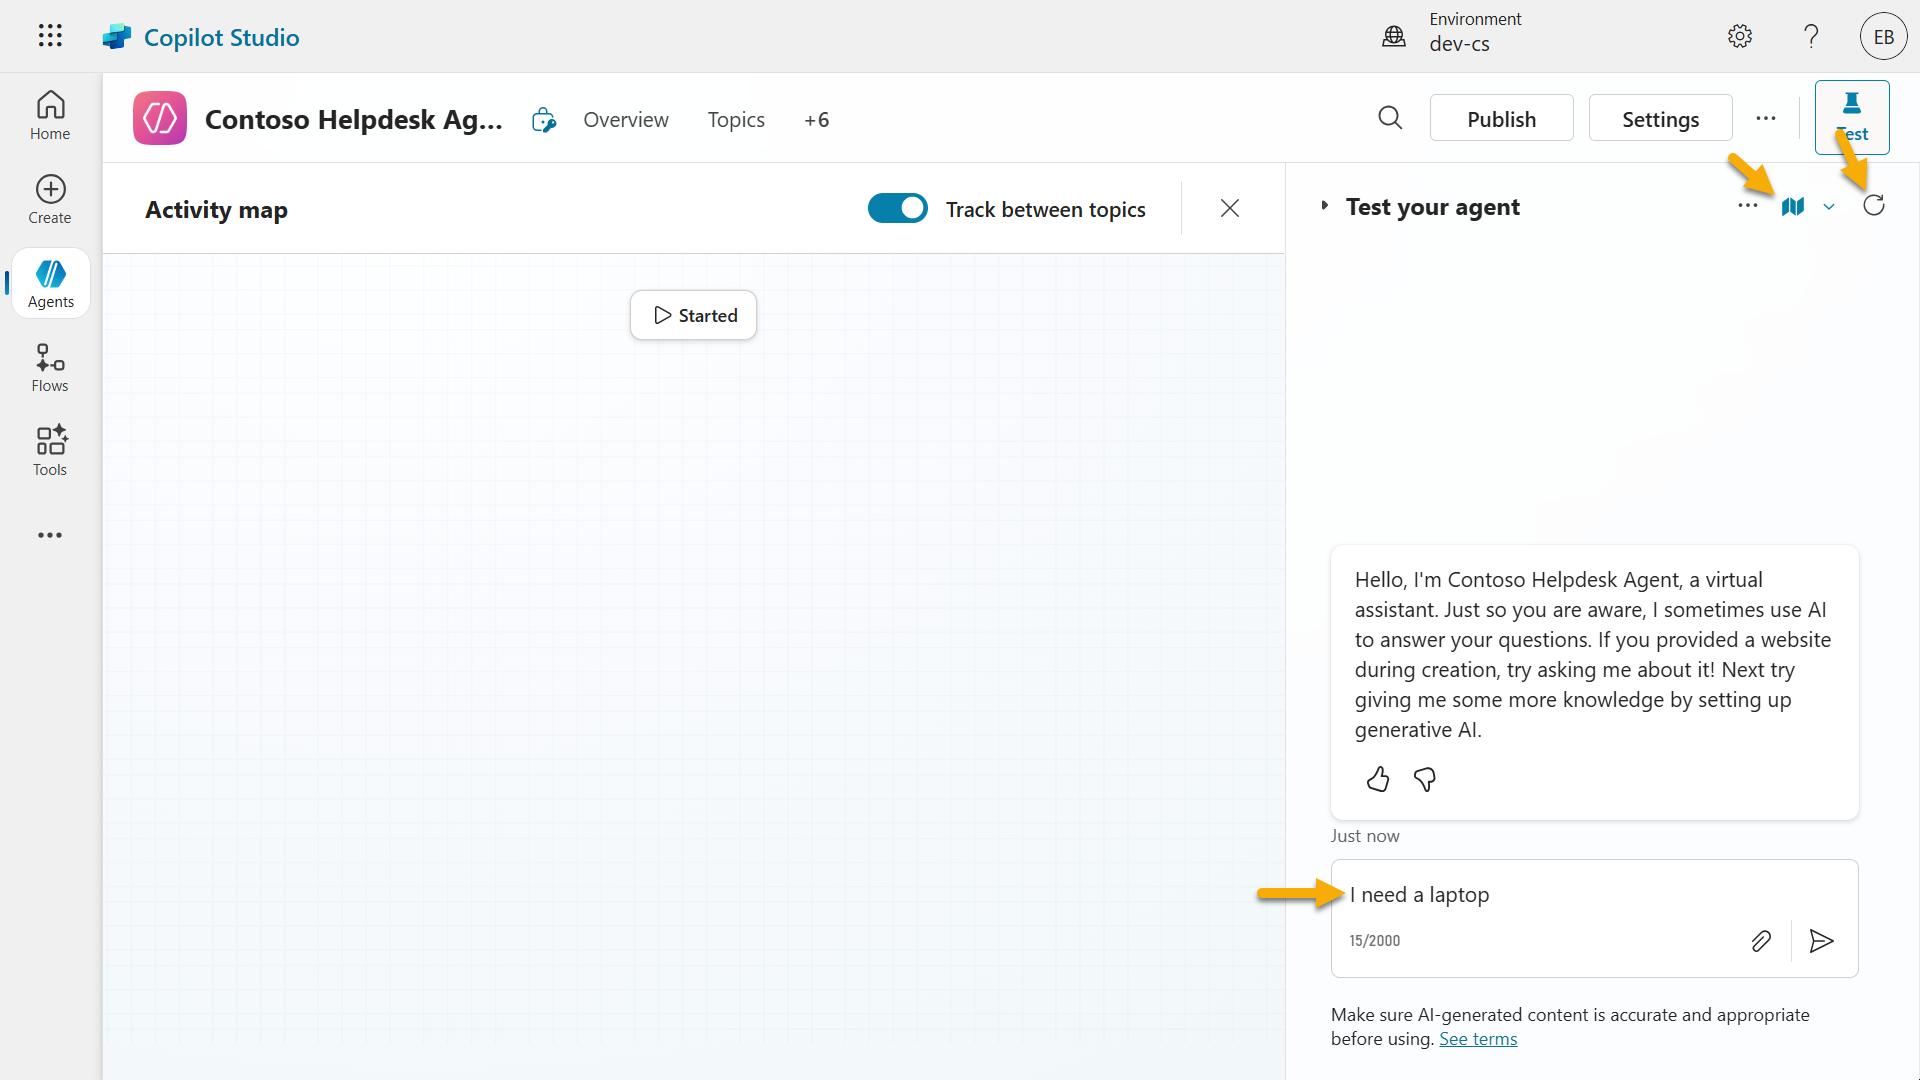 Copilot Studio
Environment
dev-cs
EB
Home
Create
Agents
Flows
Tools
Contoso Helpdesk Ag...
Overview
Topics
+6
Publish
Settings
Test
Activity map
Track between topics
Started
Test your agent
Hello, I'm Contoso Helpdesk Agent, a virtual
assistant. Just so you are aware, I sometimes use AI
to answer your questions. If you provided a website
during creation, try asking me about it! Next try
giving me some more knowledge by setting up
generative AI.
Just now
I need a laptop
15/2000
Make sure AI-generated content is accurate and appropriate
before using. See terms